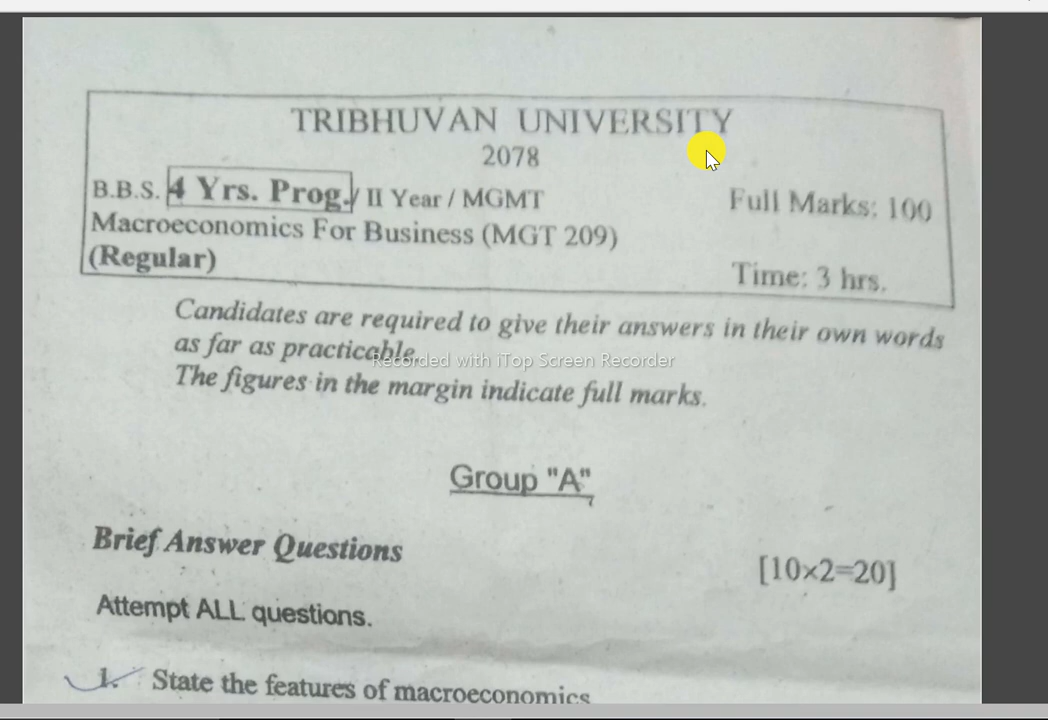 TRIBHUVAN UNIVERSITY
2078
B.B.S. 4 Yrs. Prog./ II Year / MGMT
Full Marks: 100
Macroeconomics For Business (MGT 209)
(Regular)
Time: 3 hrs.
Candidates are required to give their answers in their own words
as far as practicable.
Recorded with iTop Screen Recorder
The figures in the margin indicate full marks.
Group "A"
Brief Answer Questions
[10×2=20]
Attempt ALL questions.
1. State the features of macroeconomics